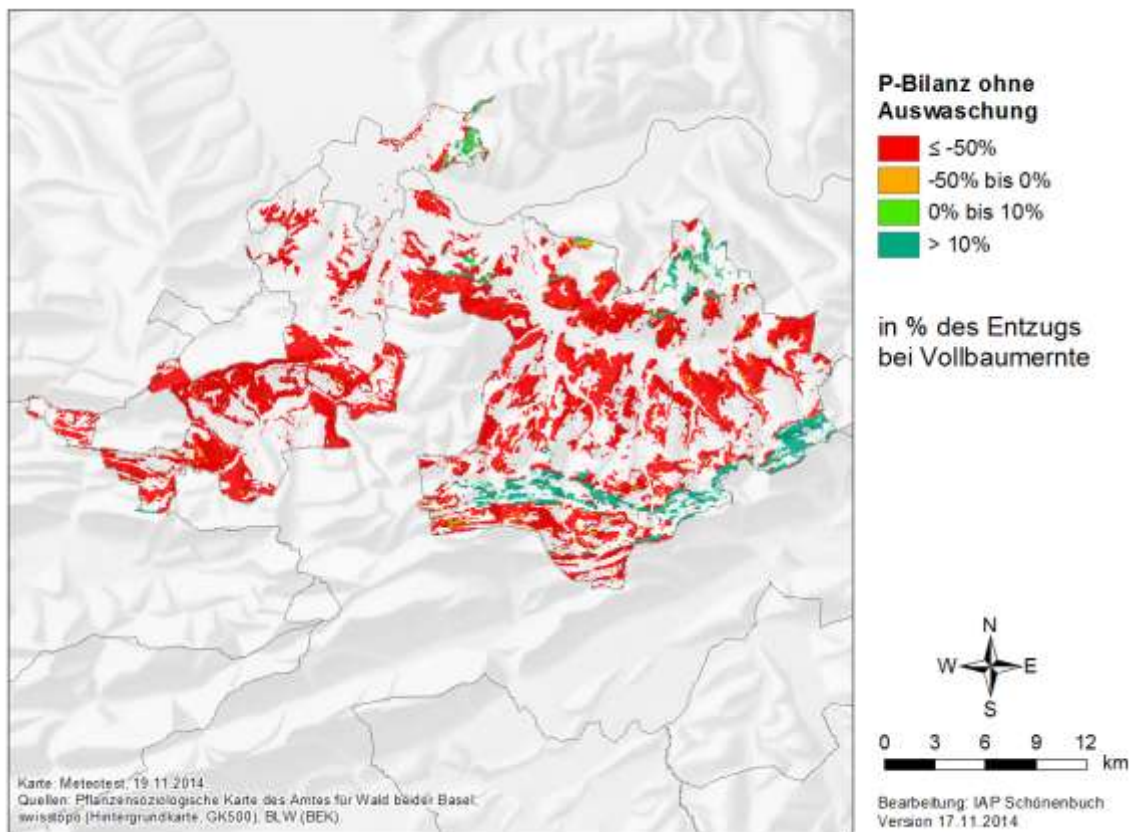 P-Bilanz ohne
Auswaschung
≤ -50%
-50% bis 0%
0% bis 10%
> 10%
in % des Entzugs
bei Vollbaumernte
N
W E
S
0 3 6 9 12
km
Karte: Meteotest, 19.11.2014.
Quellen: Pflanzensoziologische Karte des Amtes für Wald beider Basel;
swisstopo (Hintergrundkarte, GK500), BLW (BEK)
Bearbeitung: IAP Schönenbuch
Version 17.11.2014